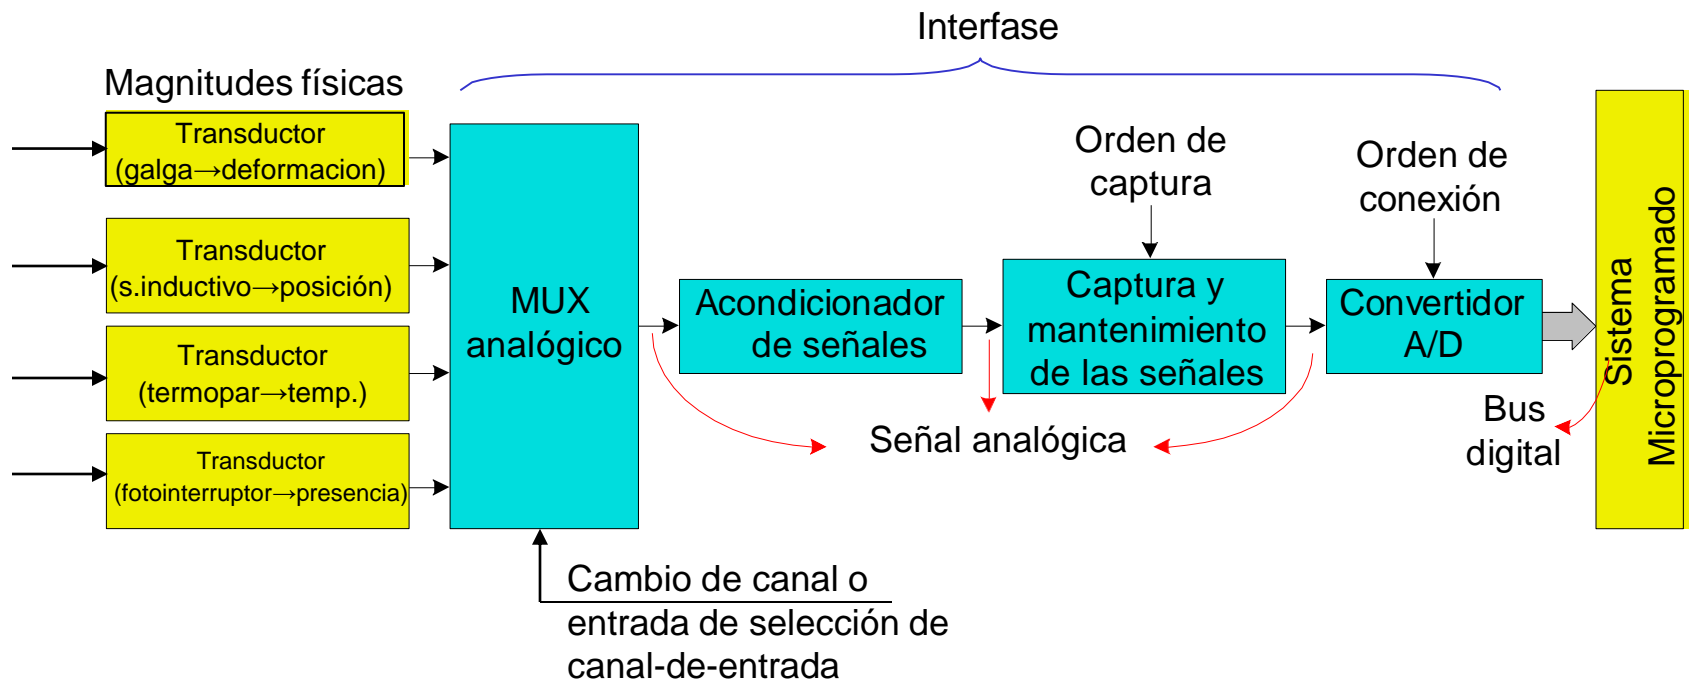 Interfase
Magnitudes físicas
Transductor
(galga→deformacion)
Transductor
(s.inductivo→posición)
Transductor
(termopar→temp.)
Transductor
(fotointerruptor→presencia)
MUX
analógico
Cambio de canal o
entrada de selección de
canal-de-entrada
Acondicionador
de señales
Orden de
captura
Captura y
mantenimiento
de las señales
Señal analógica
Orden de
conexión
Convertidor
A/D
Bus
digital
Sistema
Microprogramado